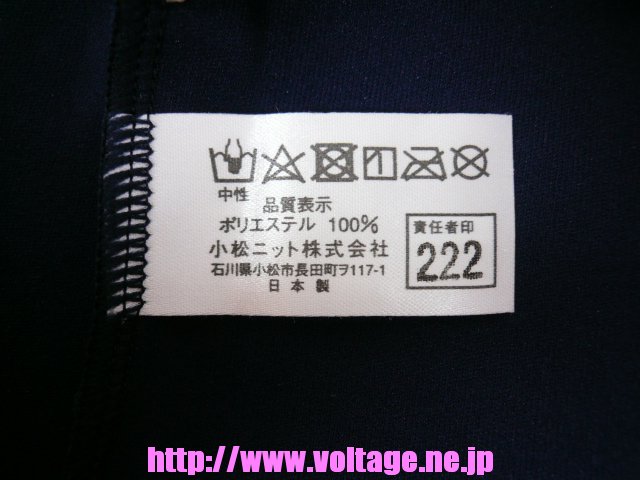 中性
品質表示
ポリエステル 100%
小松ニット株式会社
石川県小松市長田町ヲ117-1
日本製
責任者印
222
http://www.voltage.ne.jp